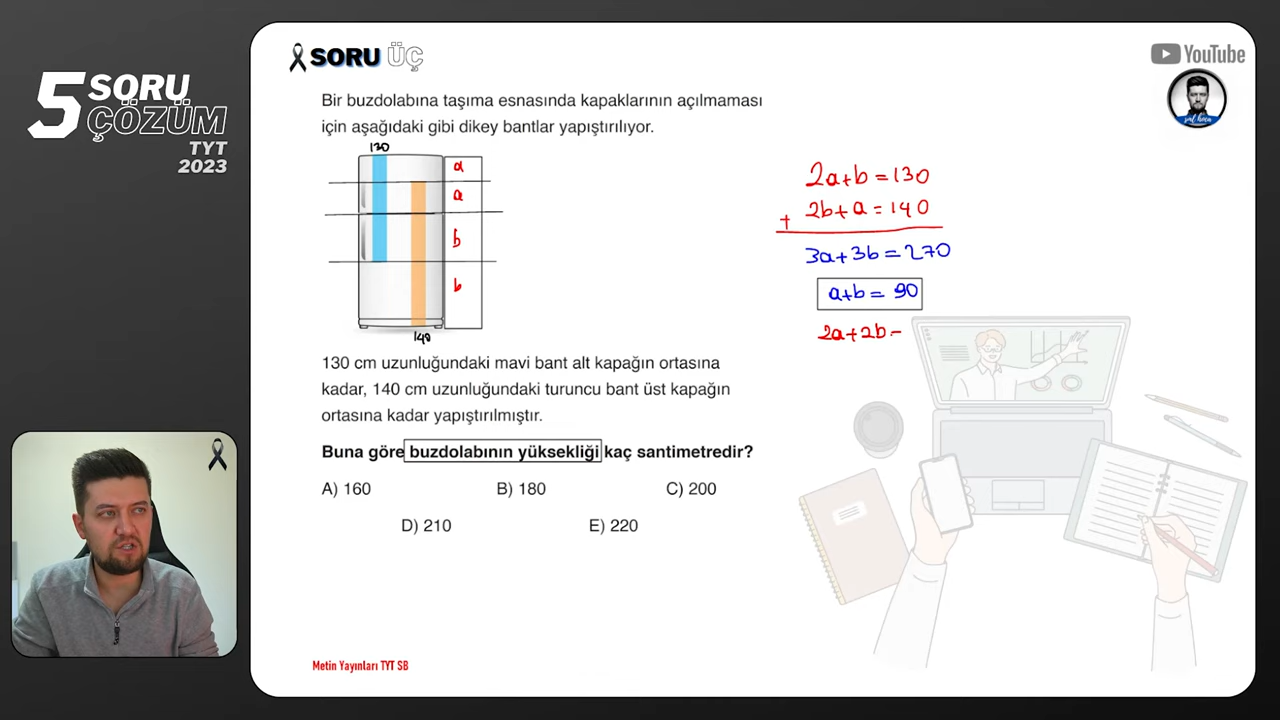 5 SORU
ÇÖZÜM
TYT
2023
SORU ÜÇ
YouTube
Bir buzdolabına taşıma esnasında kapaklarının açılmaması
için aşağıdaki gibi dikey bantlar yapıştırılıyor.
130
a
a
b
b
140
2a+b=130
+ 2b+a=140
3a+3b=270
a+b=90
2a+2b=
130 cm uzunluğundaki mavi bant alt kapağın ortasına
kadar, 140 cm uzunluğundaki turuncu bant üst kapağın
ortasına kadar yapıştırılmıştır.
Buna göre buzdolabının yüksekliği kaç santimetredir?
A) 160 B) 180 C) 200
D) 210 E) 220
Metin Yayınları TYT SB